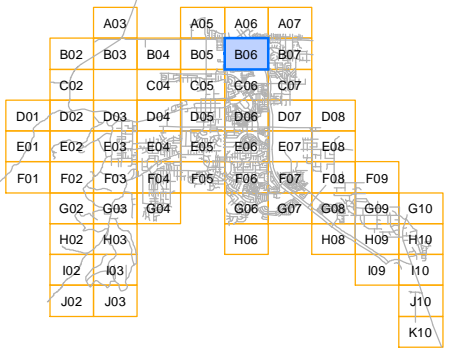 A03 A05 A06 A07
B02 B03 B04 B05 B06 B07
C02 C04 C05 C06 C07
D01 D02 D03 D04 D05 D06 D07 D08
E01 E02 E03 E04 E05 E06 E07 E08
F01 F02 F03 F04 F05 F06 F07 F08 F09
G02 G03 G04 G06 G07 G08 G09 G10
H02 H03 H06 H08 H09 H10
I02 I03 I09 I10
J02 J03 J10
K10